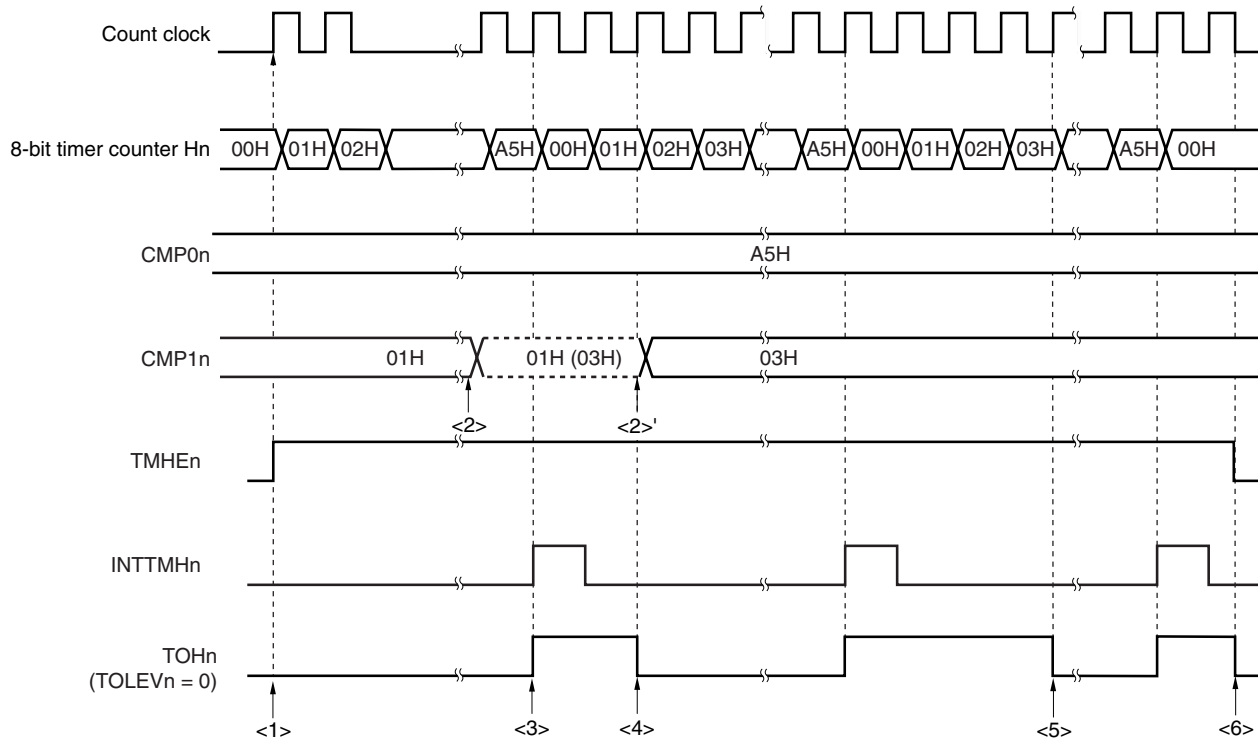 Count clock
8-bit timer counter Hn
00H 01H 02H A5H 00H 01H 02H 03H A5H 00H 01H 02H 03H A5H 00H
CMP0n
A5H
CMP1n
01H 01H (03H) 03H
<2> <2>'
TMHEn
INTTMHn
TOHn
(TOLEVn = 0)
<1> <3> <4> <5> <6>